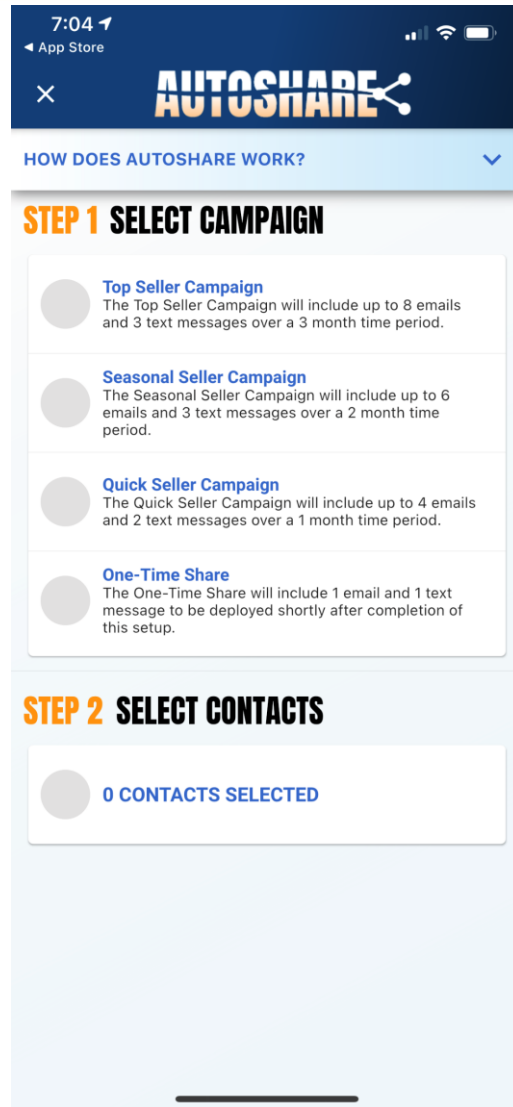 7:04
◀ App Store
AUTOSHARE
HOW DOES AUTOSHARE WORK?
STEP 1 SELECT CAMPAIGN
Top Seller Campaign
The Top Seller Campaign will include up to 8 emails
and 3 text messages over a 3 month time period.
Seasonal Seller Campaign
The Seasonal Seller Campaign will include up to 6
emails and 3 text messages over a 2 month time
period.
Quick Seller Campaign
The Quick Seller Campaign will include up to 4 emails
and 2 text messages over a 1 month time period.
One-Time Share
The One-Time Share will include 1 email and 1 text
message to be deployed shortly after completion of
this setup.
STEP 2 SELECT CONTACTS
0 CONTACTS SELECTED